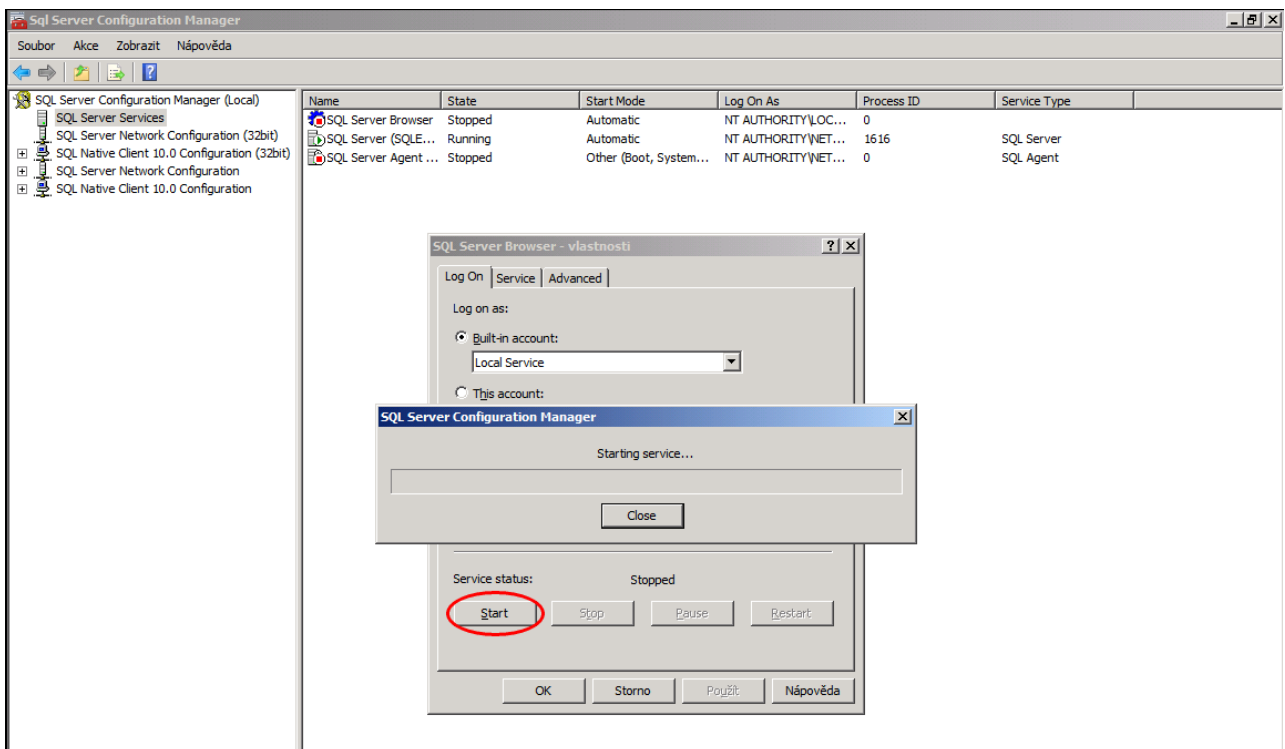 Sql Server Configuration Manager
Soubor Akce Zobrazit Nápověda
SQL Server Configuration Manager (Local)
SQL Server Services
SQL Server Network Configuration (32bit)
SQL Native Client 10.0 Configuration (32bit)
SQL Server Network Configuration
SQL Native Client 10.0 Configuration
Name State Start Mode Log On As Process ID Service Type
SQL Server Browser Stopped Automatic NT AUTHORITY\LOC... 0
SQL Server (SQLE... Running Automatic NT AUTHORITY\NET... 1616 SQL Server
SQL Server Agent ... Stopped Other (Boot, System... NT AUTHORITY\NET... 0 SQL Agent
SQL Server Browser - vlastnosti
Log On Service Advanced
Log on as:
Built-in account:
Local Service
This account:
SQL Server Configuration Manager
Starting service...
Close
Service status: Stopped
Start Stop Pause Restart
OK Storno Použít Nápověda